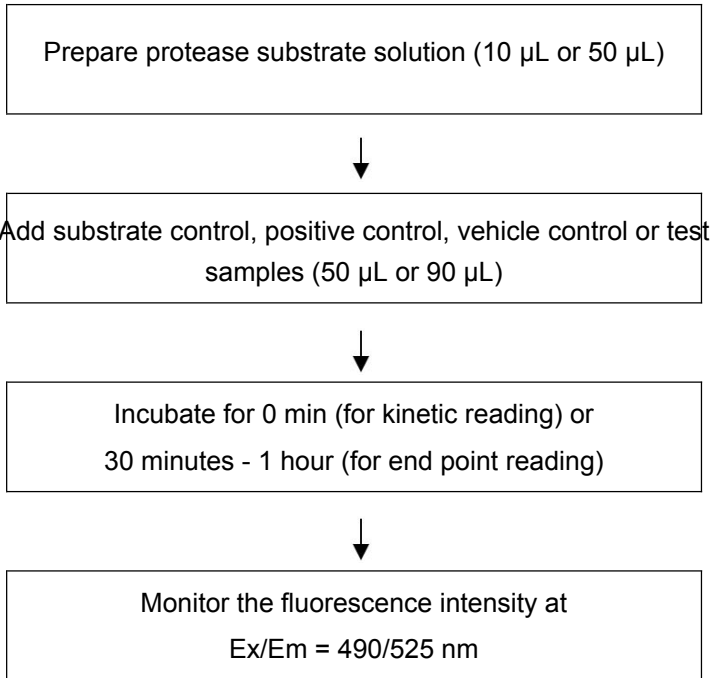 Prepare protease substrate solution (10 µL or 50 µL)
Add substrate control, positive control, vehicle control or test
samples (50 µL or 90 µL)
Incubate for 0 min (for kinetic reading) or
30 minutes - 1 hour (for end point reading)
Monitor the fluorescence intensity at
Ex/Em = 490/525 nm